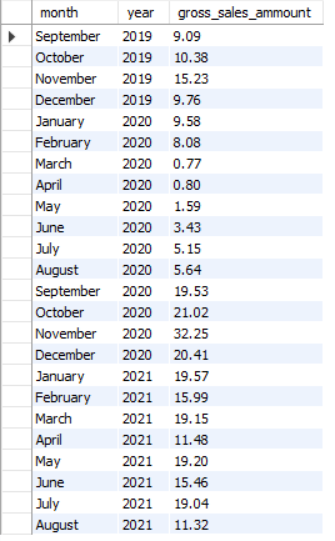 month year gross_sales_ammount
September 2019 9.09
October 2019 10.38
November 2019 15.23
December 2019 9.76
January 2020 9.58
February 2020 8.08
March 2020 0.77
April 2020 0.80
May 2020 1.59
June 2020 3.43
July 2020 5.15
August 2020 5.64
September 2020 19.53
October 2020 21.02
November 2020 32.25
December 2020 20.41
January 2021 19.57
February 2021 15.99
March 2021 19.15
April 2021 11.48
May 2021 19.20
June 2021 15.46
July 2021 19.04
August 2021 11.32